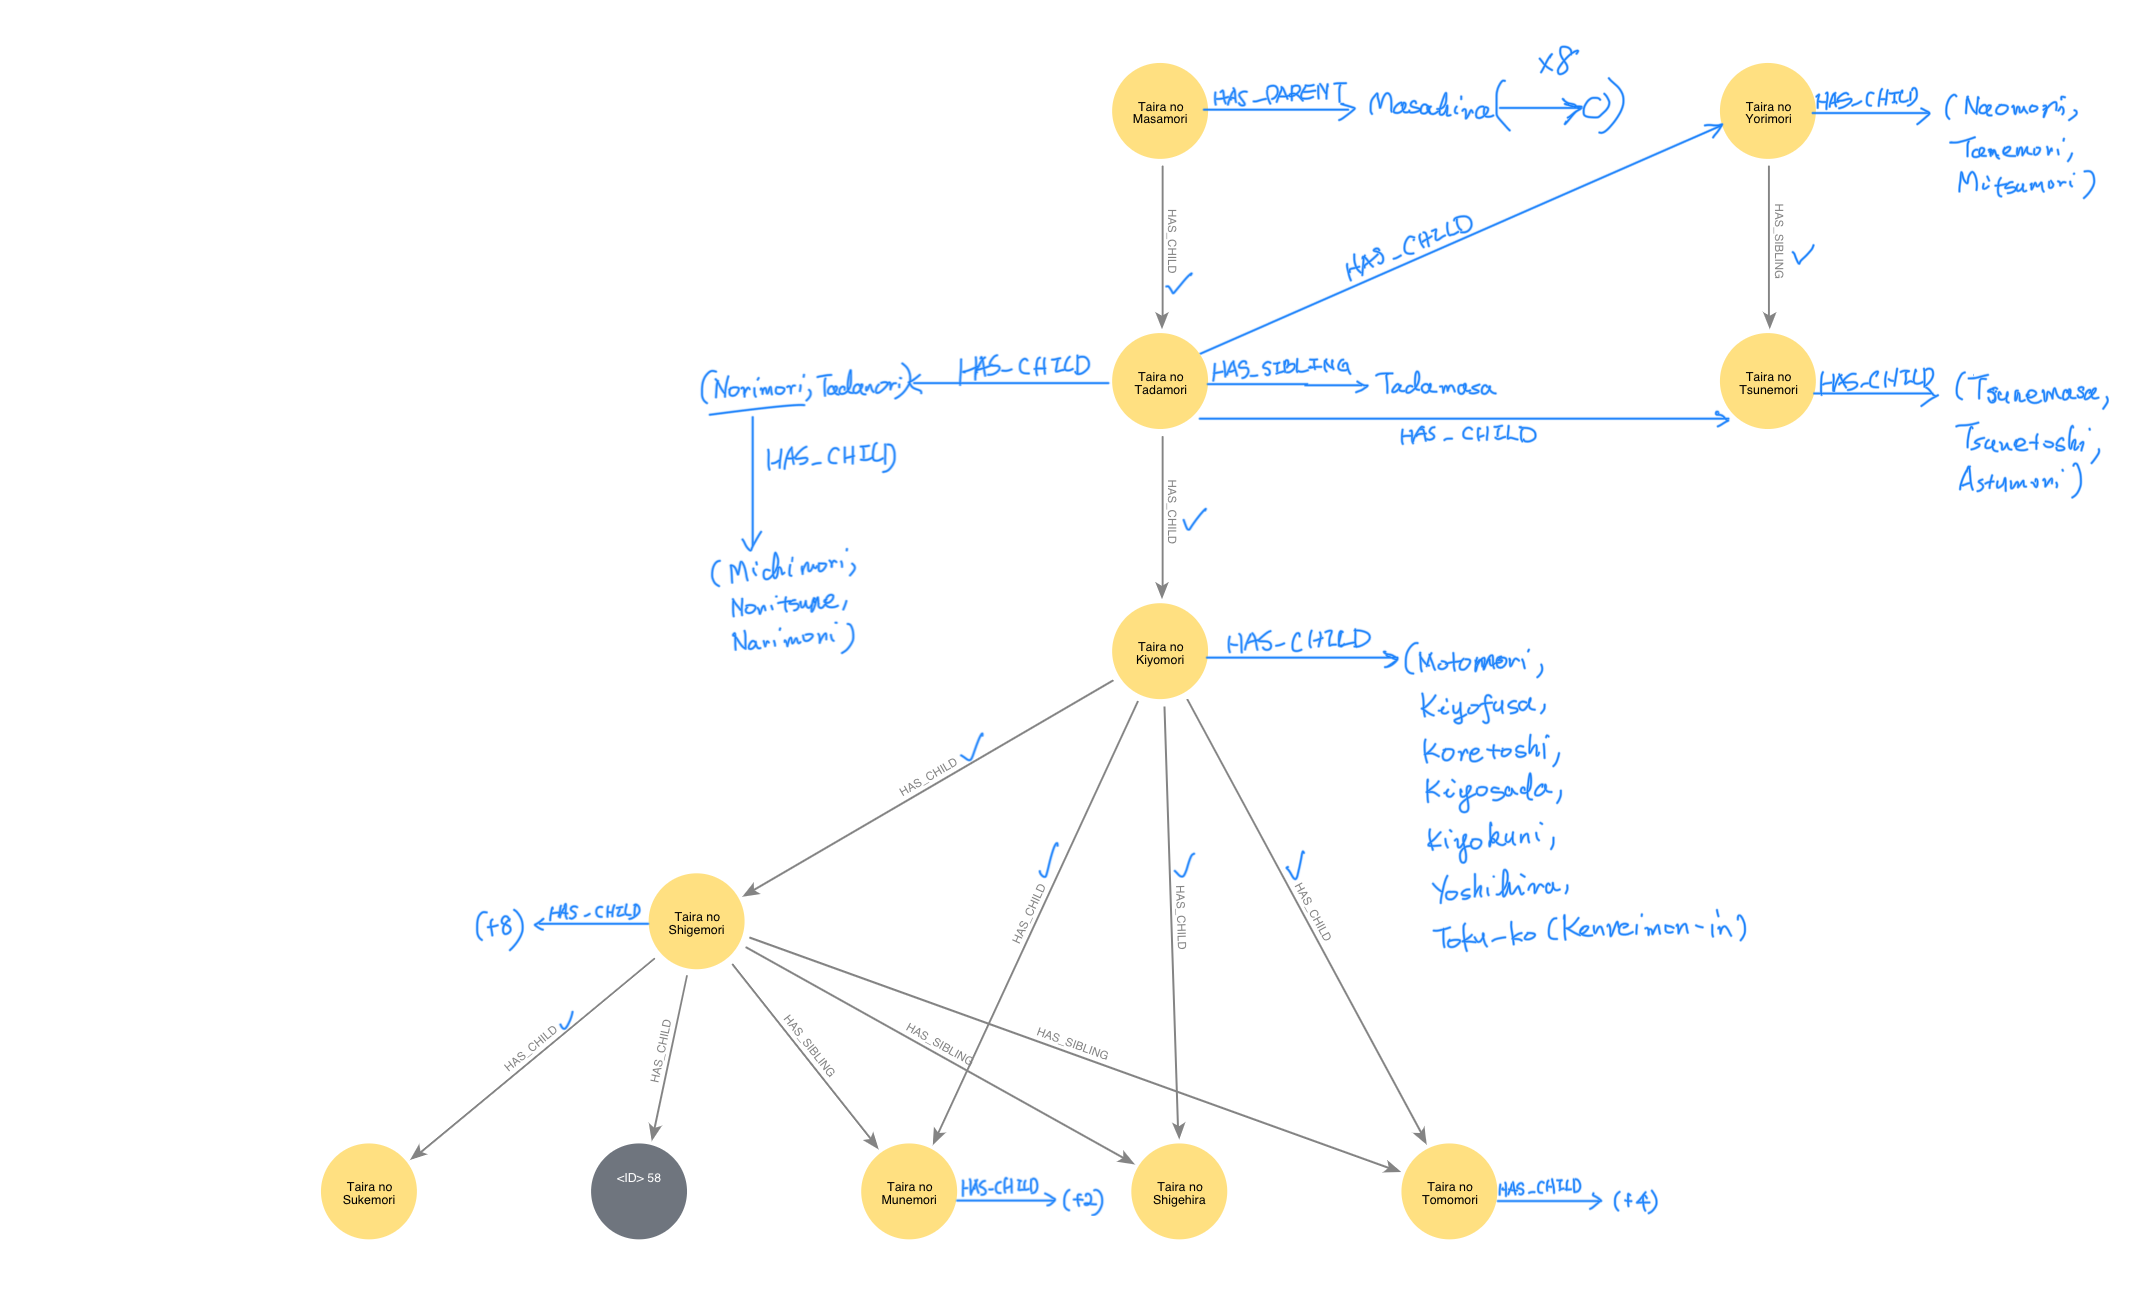 x8
Taira no
Masamori
HAS_PARENT
Masahira
Taira no
Yorimori
HAS_CHILD
(Naomori,
Tanemori,
Mitsumori)
HAS_CHILD
HAS_SIBLING
HAS_CHILD
(Norimori, Tadanori)
HAS_CHILD
Taira no
Tadamori
HAS_SIBLING
Tadamasa
HAS_CHILD
Taira no
Tsunemori
HAS_CHILD
(Tsunemasa,
Tsunetoshi,
Astumori)
HAS_CHILD
HAS_CHILD
(Michimori,
Noritsune,
Narimori)
Taira no
Kiyomori
HAS_CHILD
(Motomori,
Kiyofusa,
Koretoshi,
Kiyosada,
Kiyokuni,
Yoshihira,
Toku-ko (Kenreimon-in)
HAS_CHILD
HAS_CHILD
HAS_CHILD
HAS_CHILD
(+8)
HAS_CHILD
Taira no
Shigemori
HAS_CHILD
HAS_CHILD
HAS_SIBLING
HAS_SIBLING
HAS_SIBLING
Taira no
Sukemori
<ID> 58
Taira no
Munemori
HAS_CHILD
(+2)
Taira no
Shigehira
Taira no
Tomomori
HAS_CHILD
(+4)